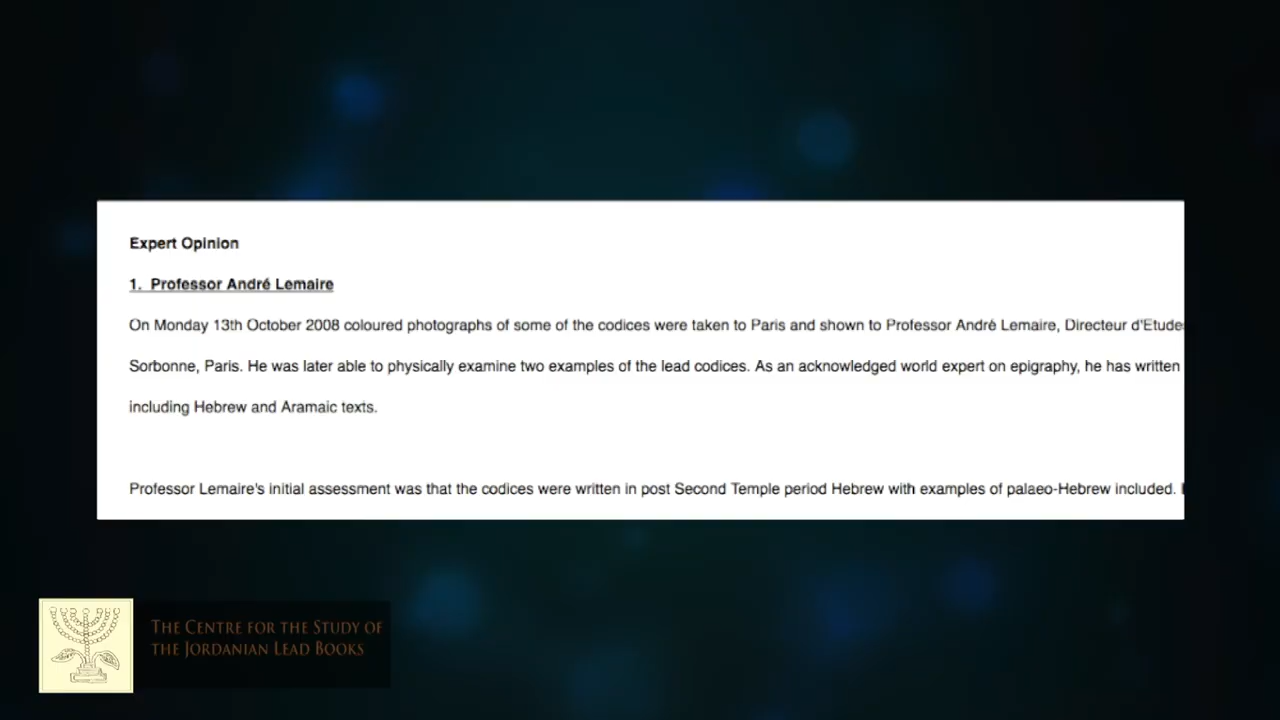 Expert Opinion
1. Professor André Lemaire
On Monday 13th October 2008 coloured photographs of some of the codices were taken to Paris and shown to Professor André Lemaire, Directeur d'Etude
Sorbonne, Paris. He was later able to physically examine two examples of the lead codices. As an acknowledged world expert on epigraphy, he has written
including Hebrew and Aramaic texts.
Professor Lemaire's initial assessment was that the codices were written in post Second Temple period Hebrew with examples of palaeo-Hebrew included.
THE CENTRE FOR THE STUDY OF
THE JORDANIAN LEAD BOOKS